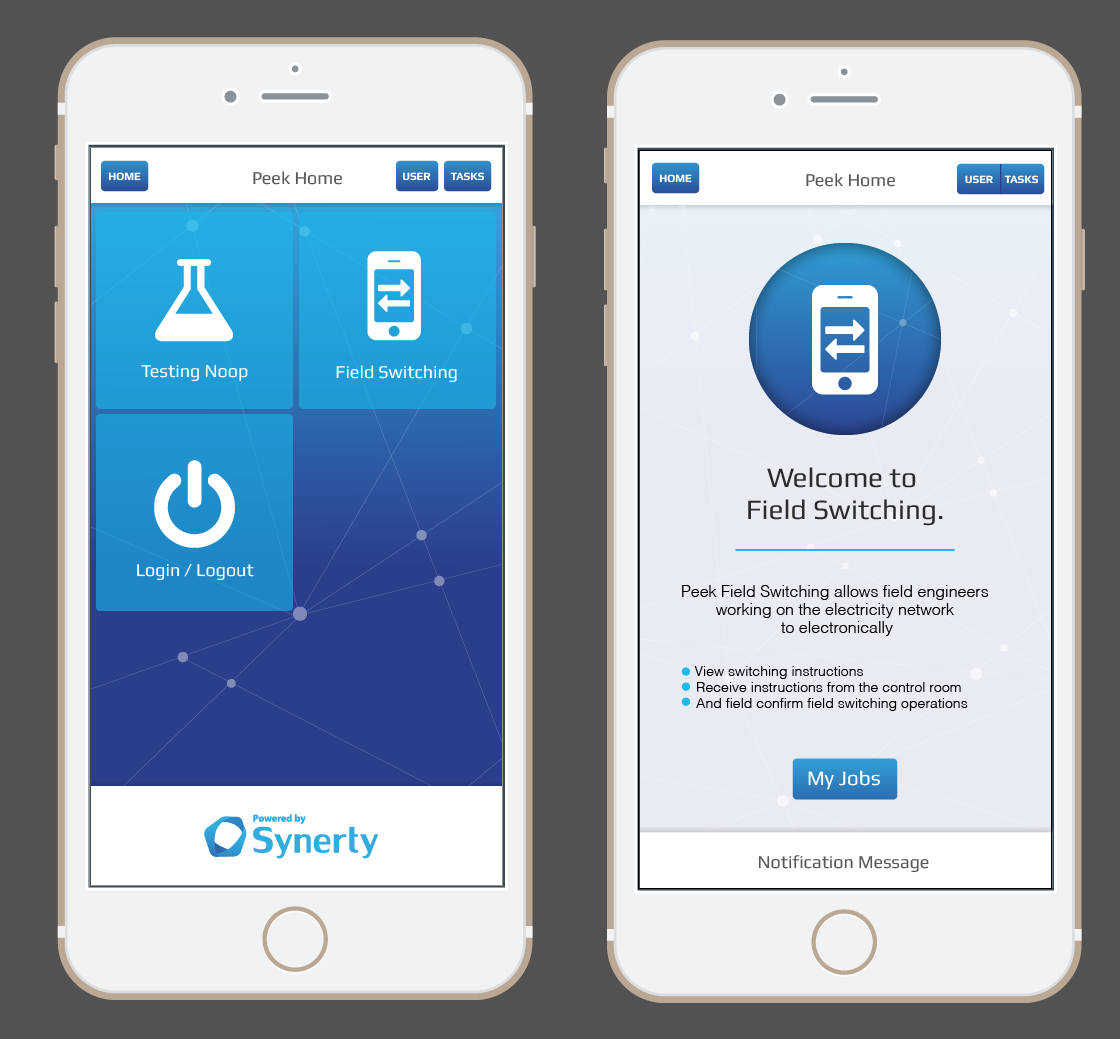 HOME
Peek Home
USER
TASKS
Testing Noop
Field Switching
Login / Logout
Powered by
Synerty
HOME
Peek Home
USER
TASKS
Welcome to
Field Switching.
Peek Field Switching allows field engineers
working on the electricity network
to electronically
View switching instructions
Receive instructions from the control room
And field confirm field switching operations
My Jobs
Notification Message